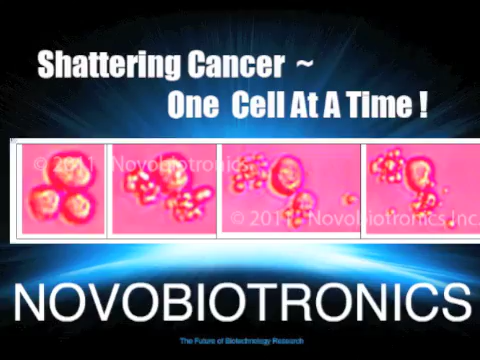 Shattering Cancer ~
One Cell At A Time !
© 2011 Novobiotronics
© 2011 Novobiotronics Inc.
NOVOBIOTRONICS
The Future of Biotechnology Research